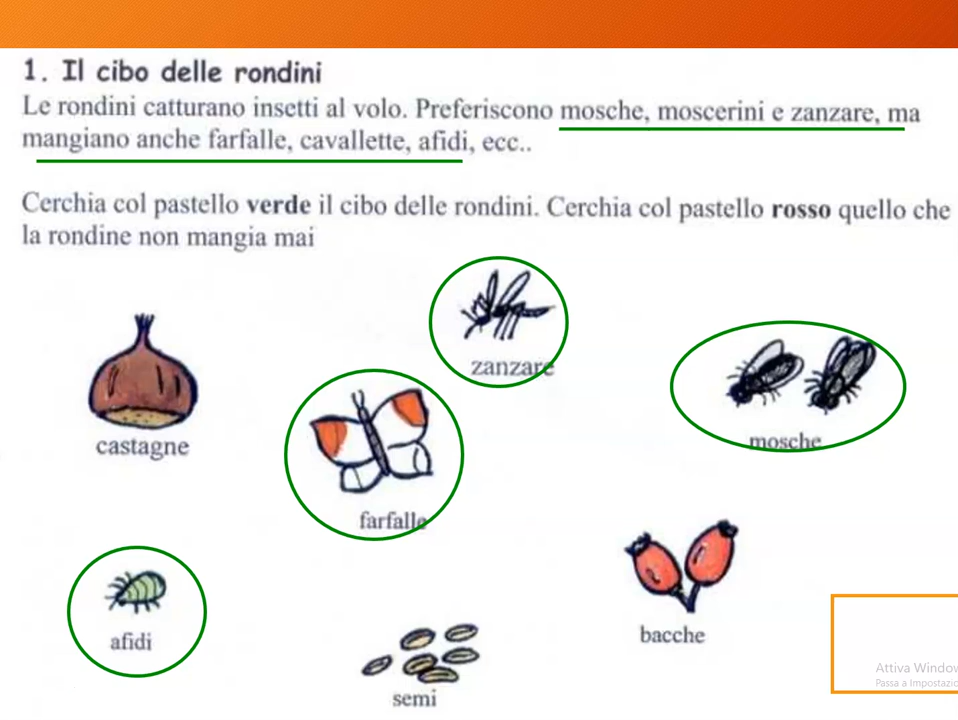 1. Il cibo delle rondini
Le rondini catturano insetti al volo. Preferiscono mosche, moscerini e zanzare, ma
mangiano anche farfalle, cavallette, afidi, ecc..
Cerchia col pastello verde il cibo delle rondini. Cerchia col pastello rosso quello che
la rondine non mangia mai
zanzare
mosche
castagne
farfalle
bacche
afidi
semi
Attiva Window
Passa a Impostazio